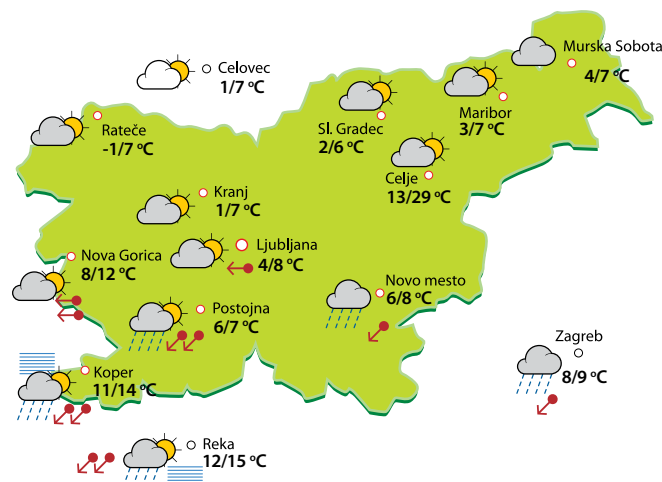 Celovec
1/7 °C
Murska Sobota
4/7 °C
Maribor
3/7 °C
Sl. Gradec
2/6 °C
Rateče
-1/7 °C
Celje
13/29 °C
Kranj
1/7 °C
Ljubljana
4/8 °C
Nova Gorica
8/12 °C
Novo mesto
6/8 °C
Postojna
6/7 °C
Zagreb
8/9 °C
Koper
11/14 °C
Reka
12/15 °C